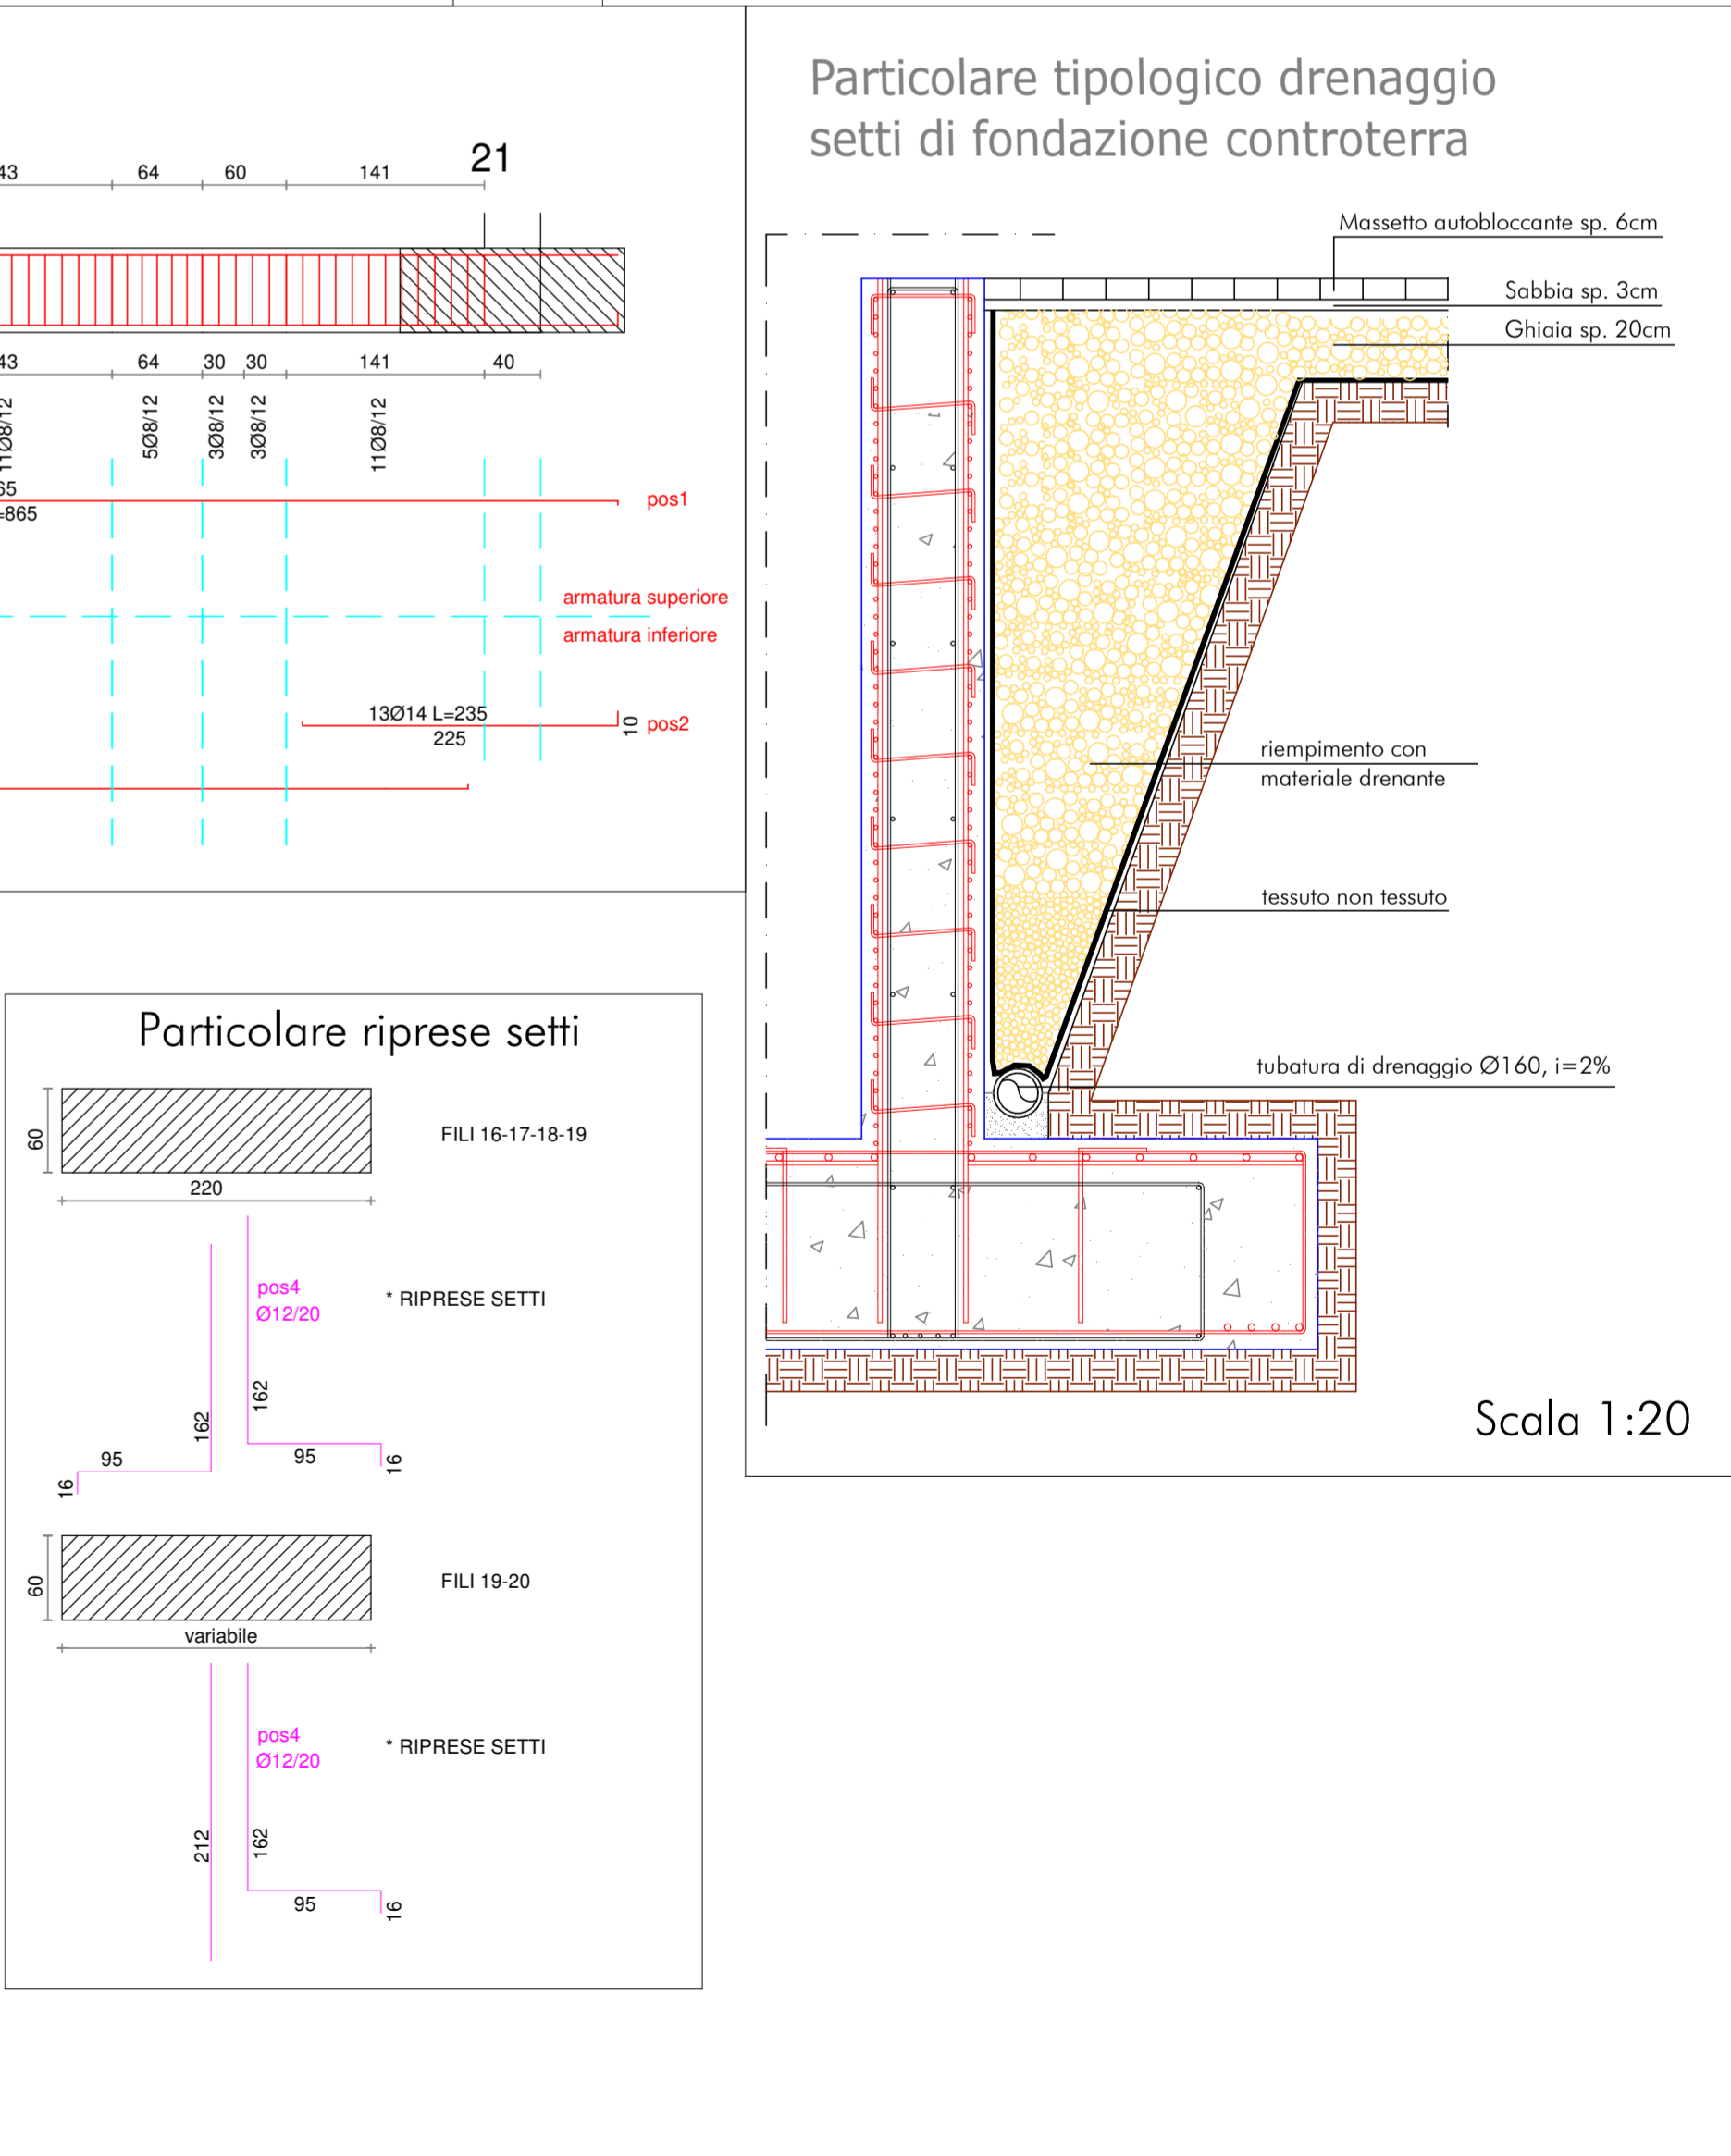 21
43 64 60 141
43 64 30 30 141 40
11Ø8/12 5Ø8/12 3Ø8/12 3Ø8/12 11Ø8/12
65
=865
pos1
armatura superiore
armatura inferiore
13Ø14 L=235
225
10
pos2
Particolare riprese setti
60
FILI 16-17-18-19
220
pos4
Ø12/20
* RIPRESE SETTI
162
162
95
95
16
16
60
FILI 19-20
variabile
pos4
Ø12/20
* RIPRESE SETTI
212
162
95
16
Particolare tipologico drenaggio
setti di fondazione controterra
Massetto autobloccante sp. 6cm
Sabbia sp. 3cm
Ghiaia sp. 20cm
riempimento con
materiale drenante
tessuto non tessuto
tubatura di drenaggio Ø160, i=2%
Scala 1:20